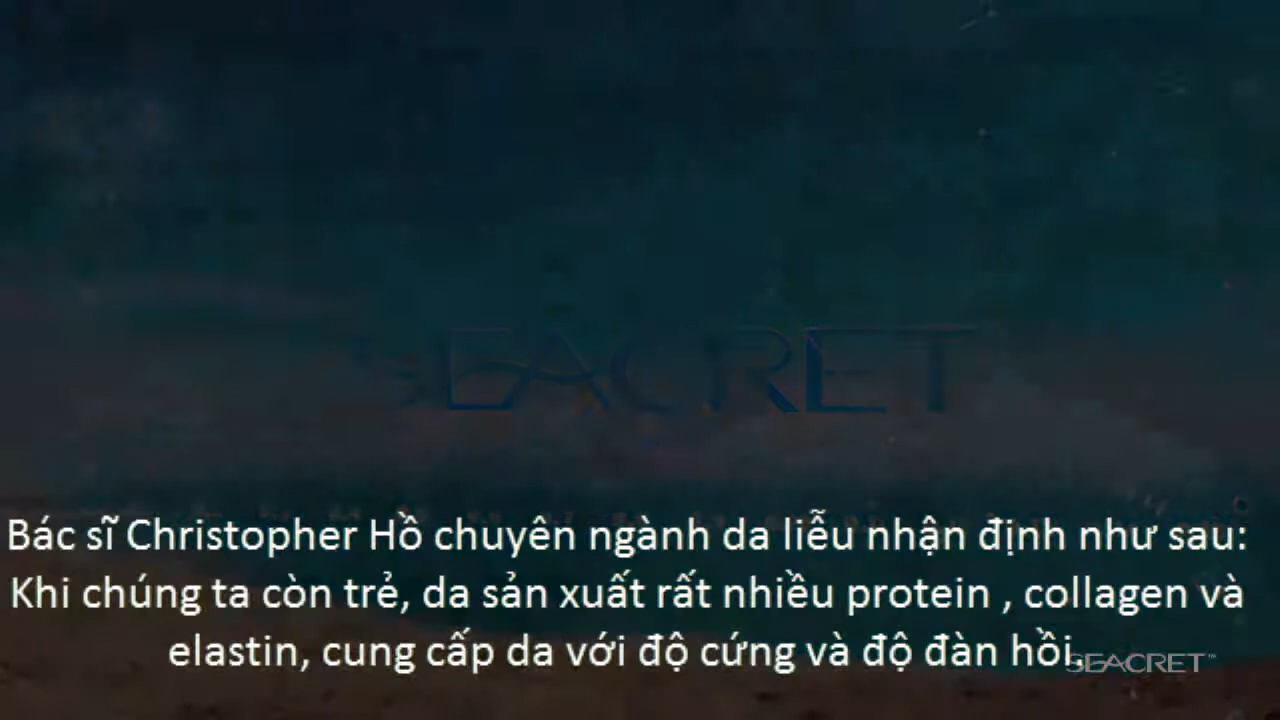 SEACRET
Bác sĩ Christopher Hồ chuyên ngành da liễu nhận định như sau:
Khi chúng ta còn trẻ, da sản xuất rất nhiều protein , collagen và
elastin, cung cấp da với độ cứng và độ đàn hồi.
SEACRET™